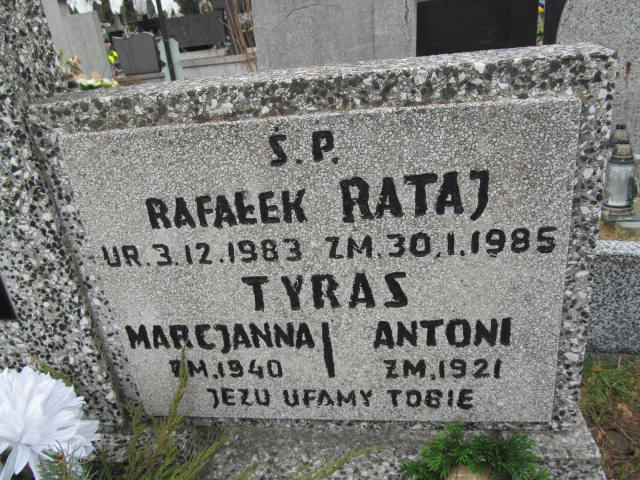 Ś.P.
RAFAŁEK RATAJ
UR.3.12.1983 ZM.30.1.1985
TYRAS
MARCJANNA | ANTONI
ZM.1940 ZM.1921
JEZU UFAMY TOBIE